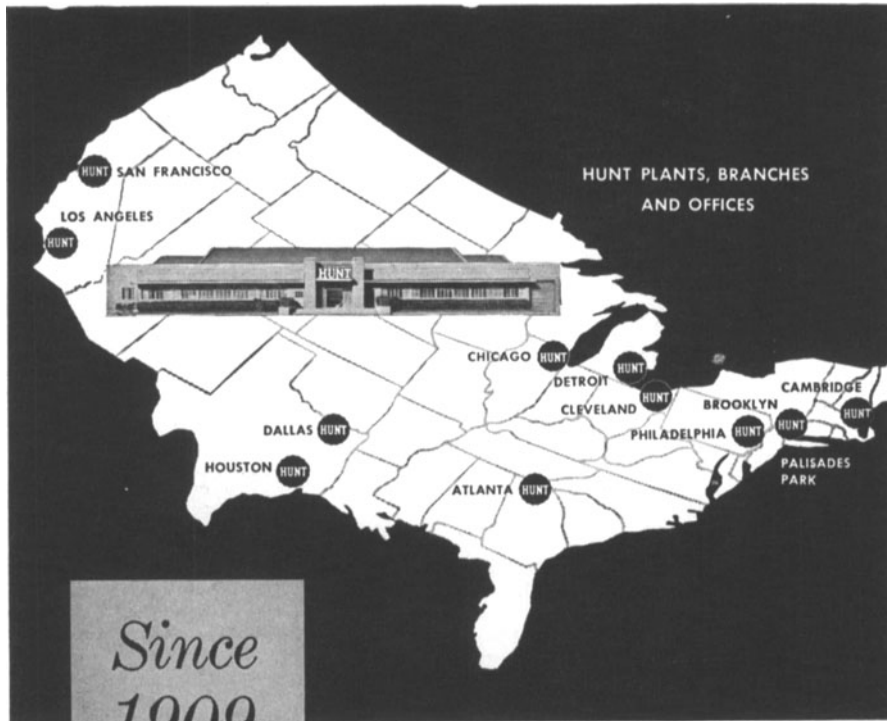 HUNT PLANTS, BRANCHES
AND OFFICES
HUNT SAN FRANCISCO
LOS ANGELES
HUNT
HUNT
CHICAGO HUNT
DETROIT HUNT
CLEVELAND HUNT
BROOKLYN
HUNT
CAMBRIDGE
HUNT
PHILADELPHIA HUNT
PALISADES
PARK
DALLAS HUNT
HOUSTON HUNT
ATLANTA HUNT
Since
1909